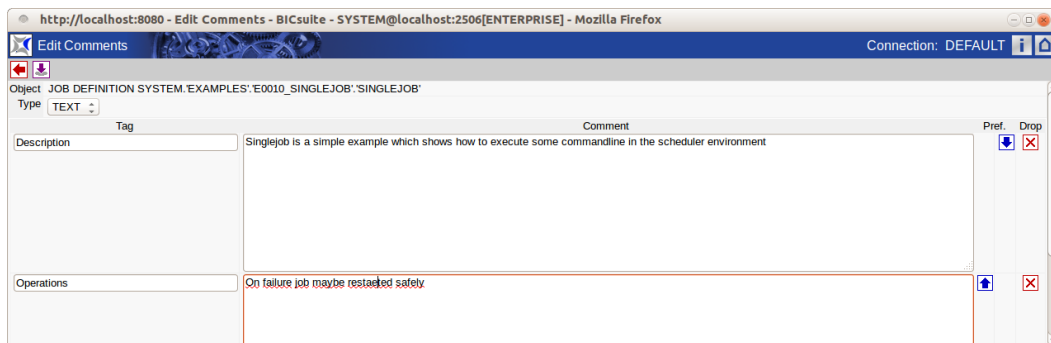 http://localhost:8080 - Edit Comments - BICsuite - SYSTEM@localhost:2506[ENTERPRISE] - Mozilla Firefox
Edit Comments Connection: DEFAULT i
Object JOB DEFINITION SYSTEM.'EXAMPLES'.'E0010_SINGLEJOB'.'SINGLEJOB'
Type TEXT
Tag Comment Pref. Drop
Description Singlejob is a simple example which shows how to execute some commandline in the scheduler environment
Operations On failure job maybe restaeted safely